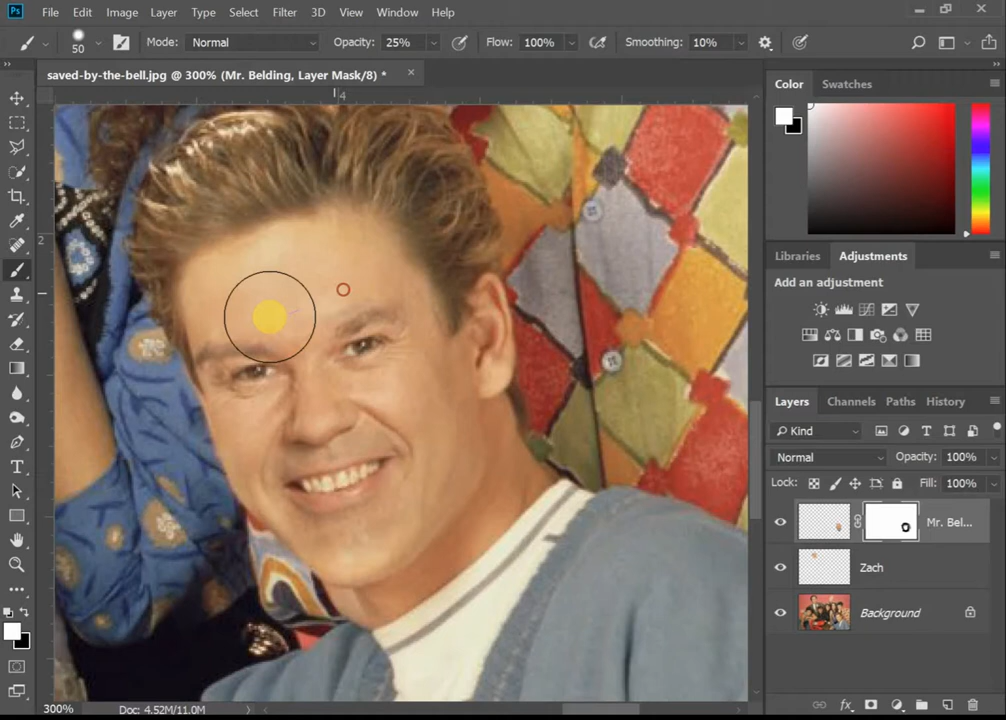 Ps File Edit Image Layer Type Select Filter 3D View Window Help
50 Mode: Normal Opacity: 25% Flow: 100% Smoothing: 10%
saved-by-the-bell.jpg @ 300% (Mr. Belding, Layer Mask/8) *
4
2
Color Swatches
Libraries Adjustments
Add an adjustment
Layers Channels Paths History
Kind
Normal Opacity: 100%
Lock: Fill: 100%
Mr. Bel...
Zach
Background
fx
300% Doc: 4.52M/11.0M